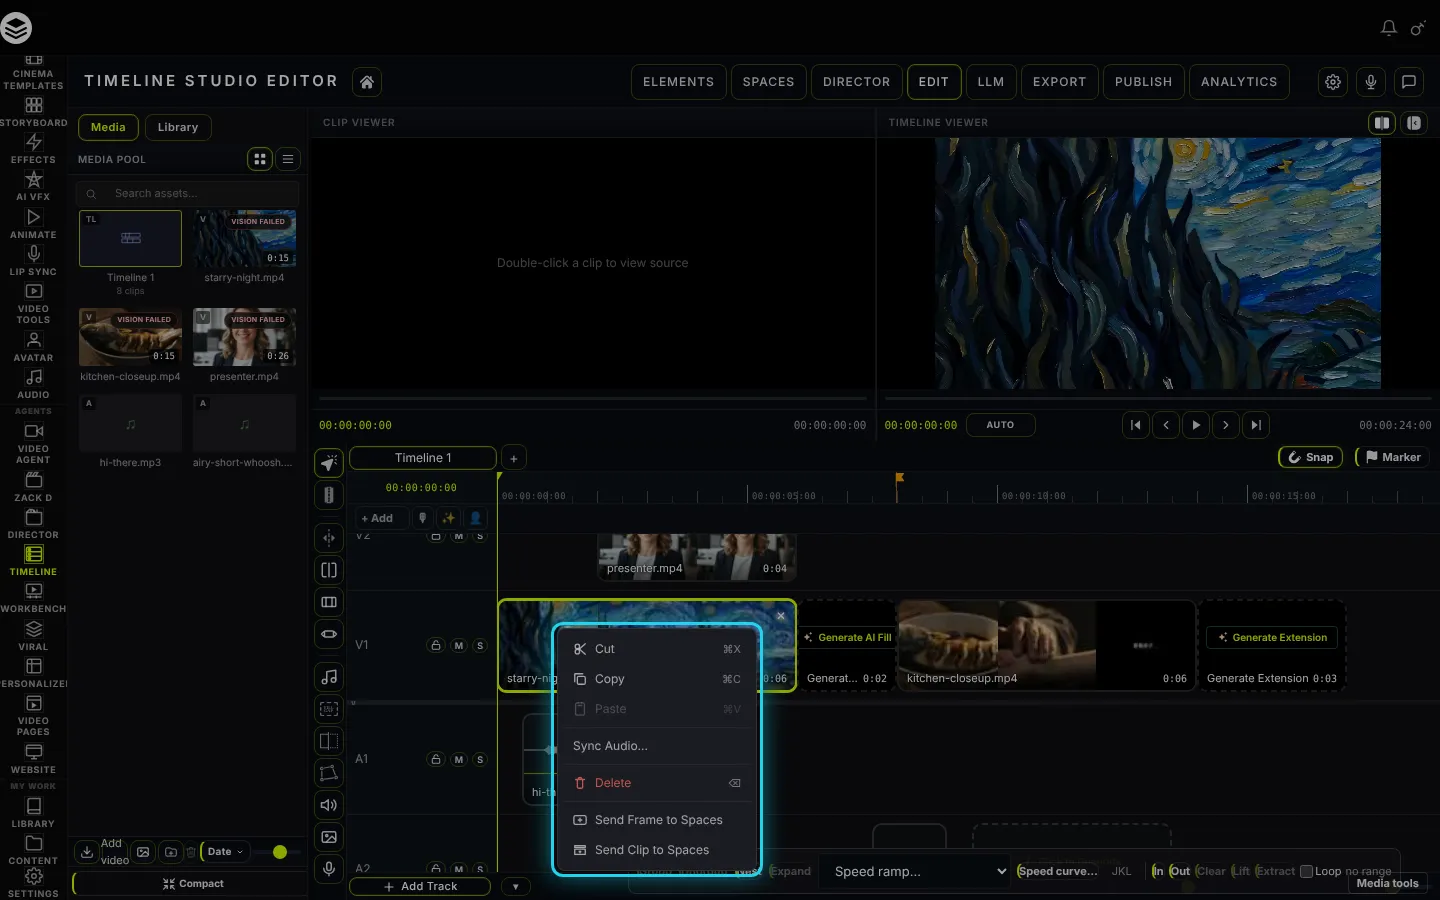 TIMELINE STUDIO EDITOR
ELEMENTS
SPACES
DIRECTOR
EDIT
LLM
EXPORT
PUBLISH
ANALYTICS
CINEMA
TEMPLATES
STORYBOARD
EFFECTS
AI VFX
ANIMATE
LIP SYNC
VIDEO
TOOLS
AVATAR
AUDIO
AGENTS
VIDEO
AGENT
ZACK D
DIRECTOR
TIMELINE
WORKBENCH
VIRAL
PERSONALIZE
VIDEO
PAGES
WEBSITE
MY WORK
LIBRARY
CONTENT
SETTINGS
Media
Library
MEDIA POOL
Search assets...
TL
Timeline 1
8 clips
V
VISION FAILED
0:15
starry-night.mp4
V
VISION FAILED
0:15
kitchen-closeup.mp4
V
VISION FAILED
0:26
presenter.mp4
A
hi-there.mp3
A
airy-short-whoosh....
Add
video
Date
Compact
CLIP VIEWER
Double-click a clip to view source
00:00:00:00
00:00:00:00
TIMELINE VIEWER
00:00:00:00
AUTO
00:00:24:00
Timeline 1
+
Snap
Marker
00:00:00:00
00:00:00:00
00:00:05:00
00:00:10:00
00:00:15:00
+ Add
V2
M
S
presenter.mp4
0:04
V1
M
S
starry-nig
0:06
Generate AI Fill
Generat...
0:02
kitchen-closeup.mp4
0:06
Generate Extension
Generate Extension
0:03
A1
M
S
hi-th
A2
M
S
Cut
⌘X
Copy
⌘C
Paste
⌘V
Sync Audio...
Delete
Send Frame to Spaces
Send Clip to Spaces
+ Add Track
Expand
Speed ramp...
Speed curve...
JKL
In
Out
Clear
Lift
Extract
Loop
no range
Media tools